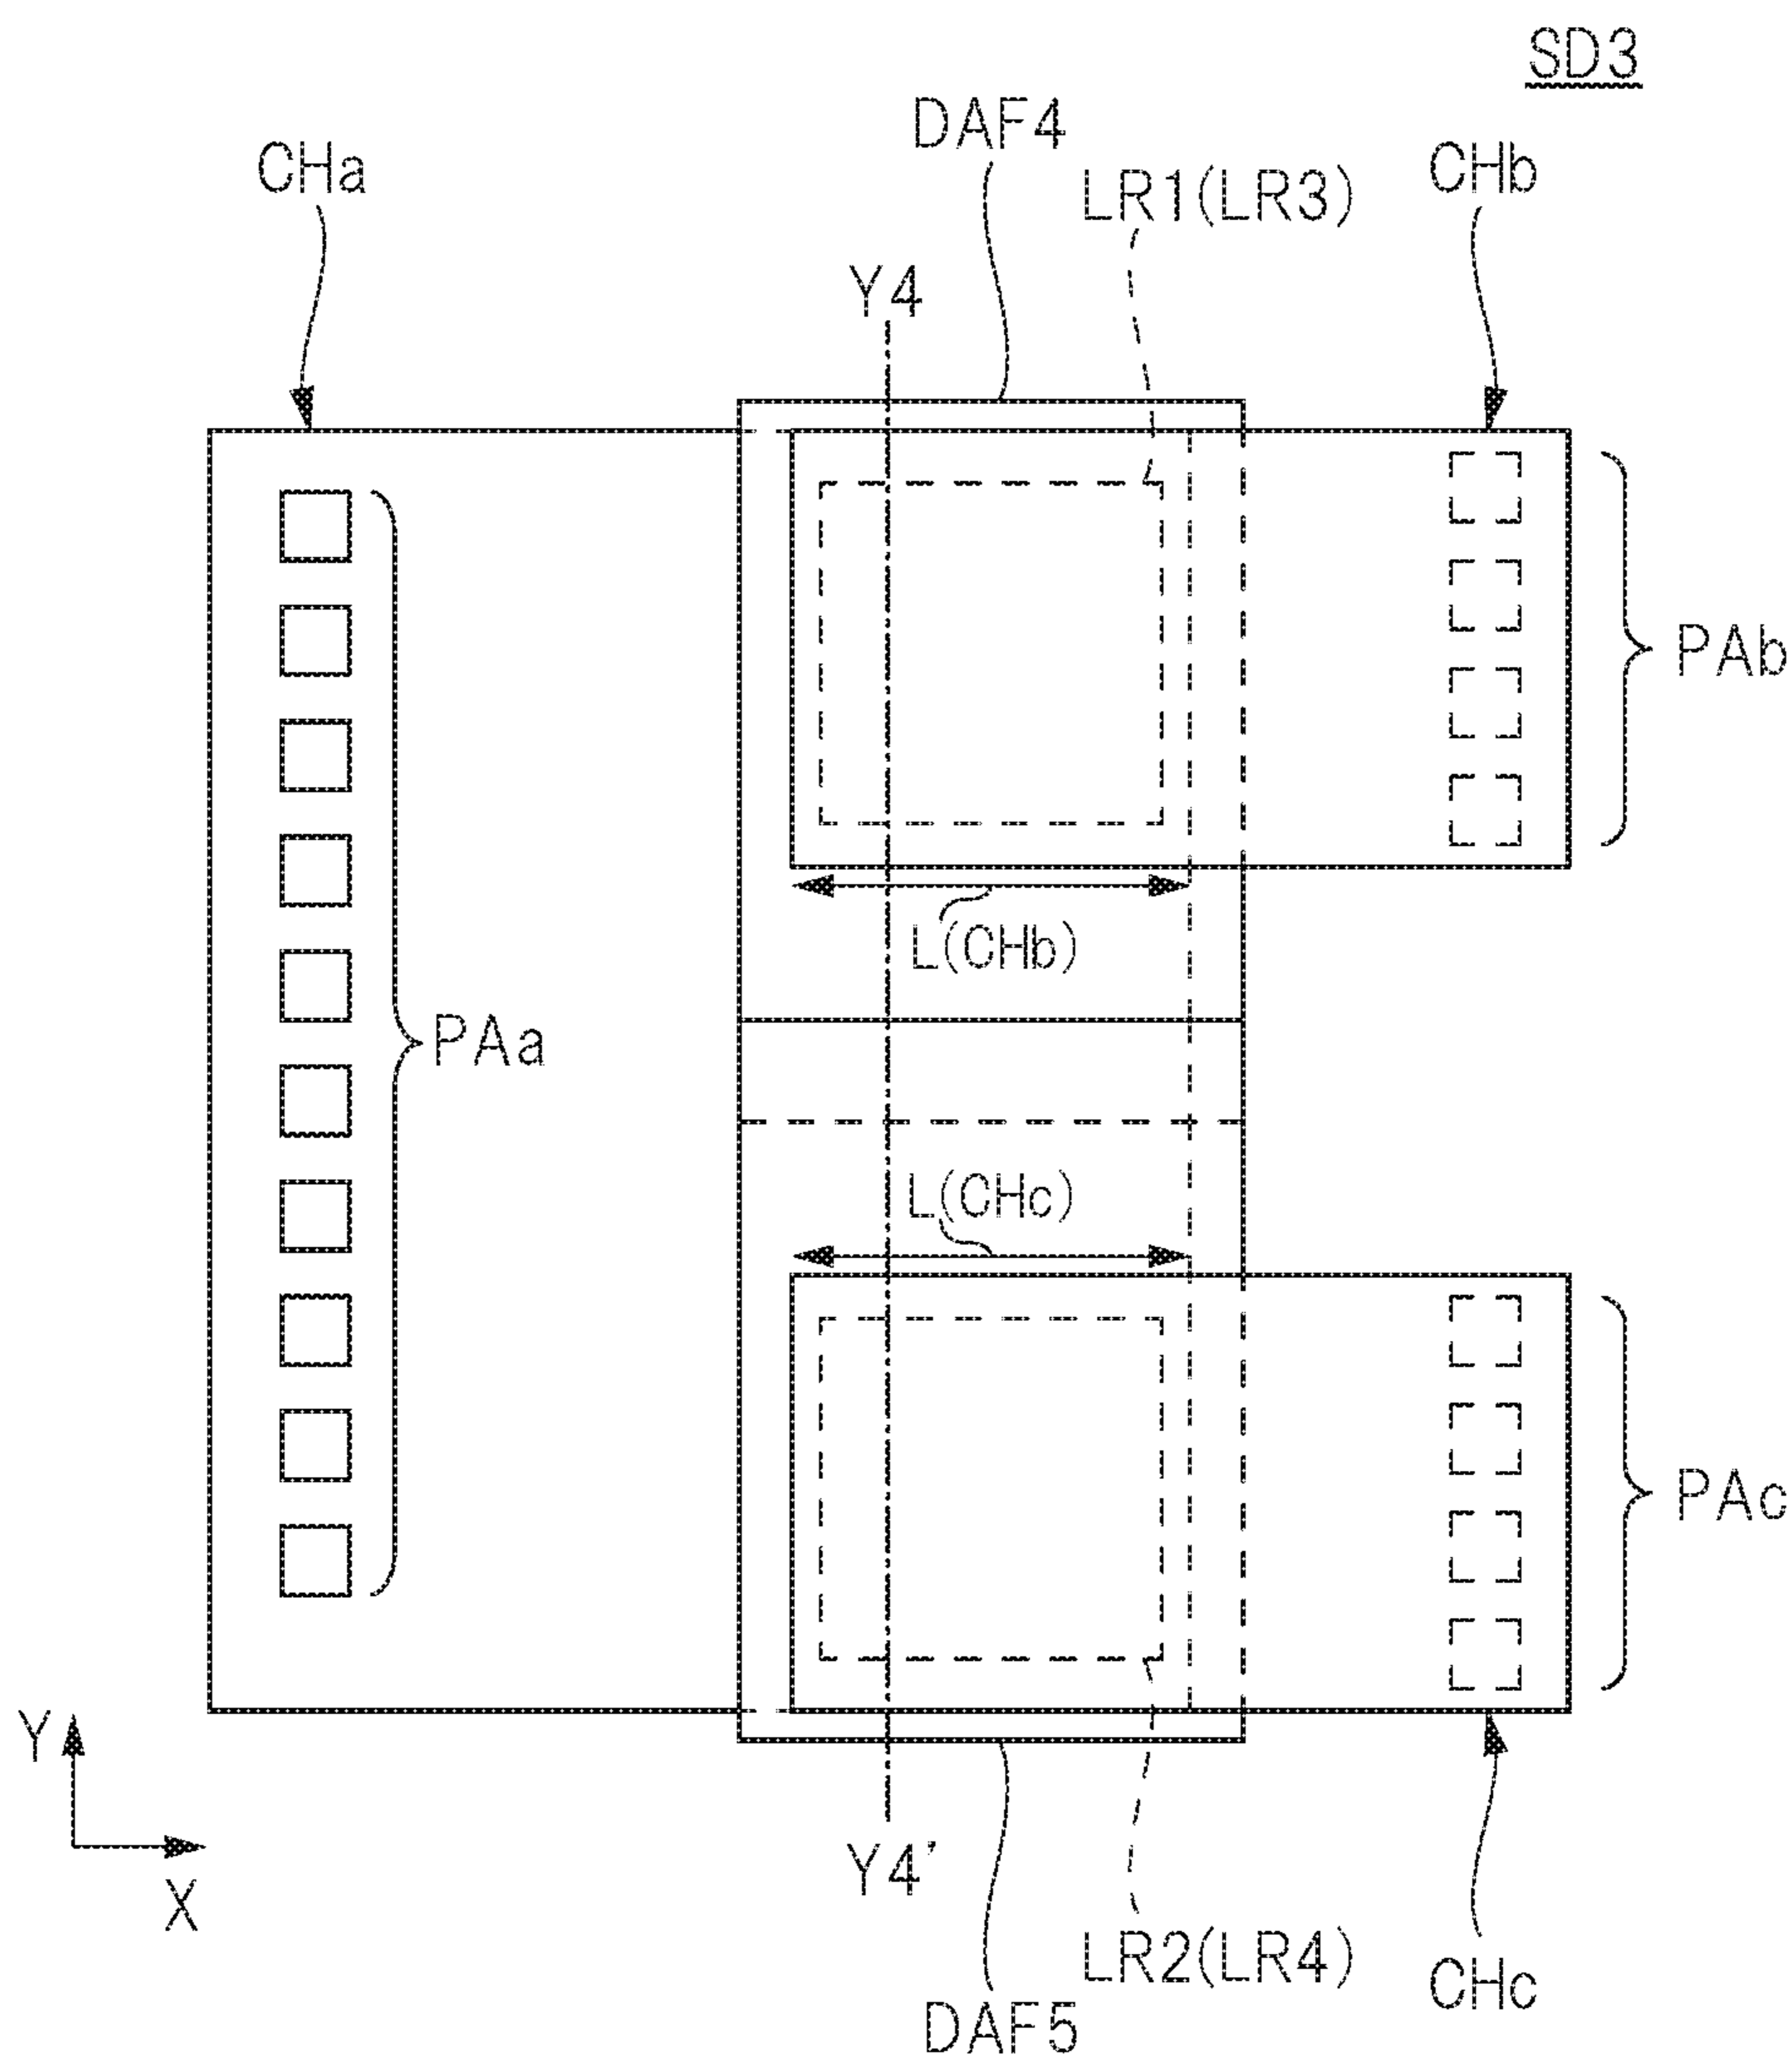 SD3
DAF4
CHa
LR1(LR3)
CHb
Y4
PAb
L(CHb)
PAa
L(CHc)
PAc
Y
X
Y4'
LR2(LR4)
CHc
DAF5